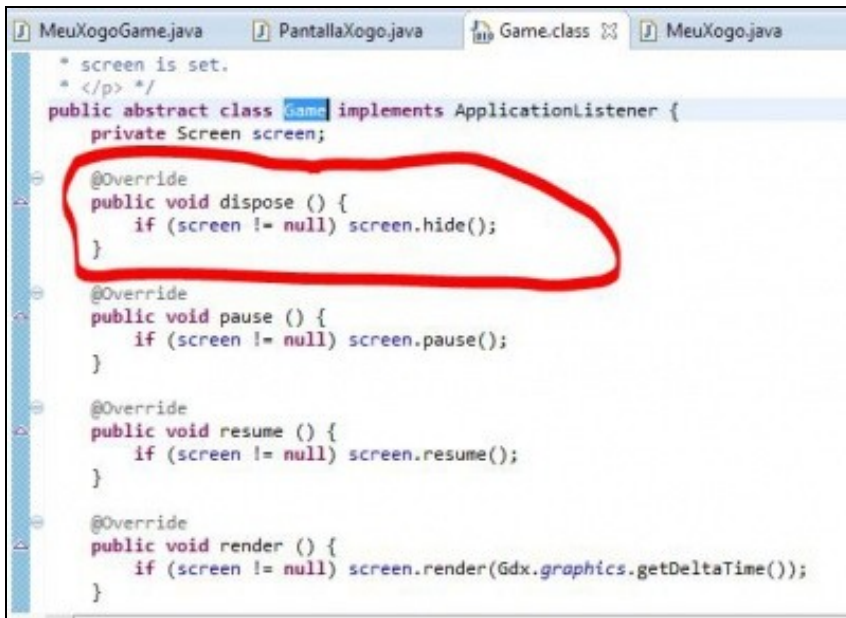 MeuXogoGame.java PantallaXogo.java Game.class MeuXogo.java
* screen is set.
* </p> */
public abstract class Game implements ApplicationListener {
private Screen screen;
@Override
public void dispose () {
if (screen != null) screen.hide();
}
@Override
public void pause () {
if (screen != null) screen.pause();
}
@Override
public void resume () {
if (screen != null) screen.resume();
}
@Override
public void render () {
if (screen != null) screen.render(Gdx.graphics.getDeltaTime());
}